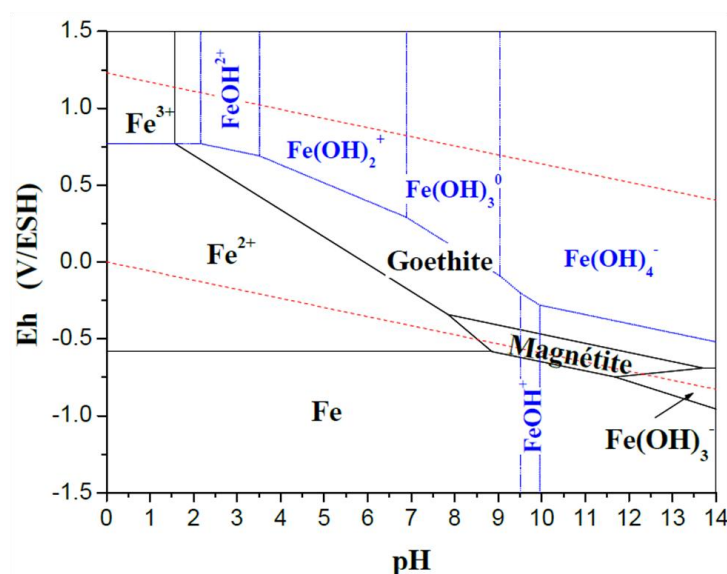 1.5
1.0
0.5
0.0
-0.5
-1.0
-1.5
Eh (V/ESH)
Fe³⁺
FeOH²⁺
Fe(OH)₂⁺
Fe(OH)₃⁰
Fe(OH)₄⁻
Fe²⁺
Goethite
Magnétite
Fe
FeOH⁺
Fe(OH)₃⁻
0 1 2 3 4 5 6 7 8 9 10 11 12 13 14
pH